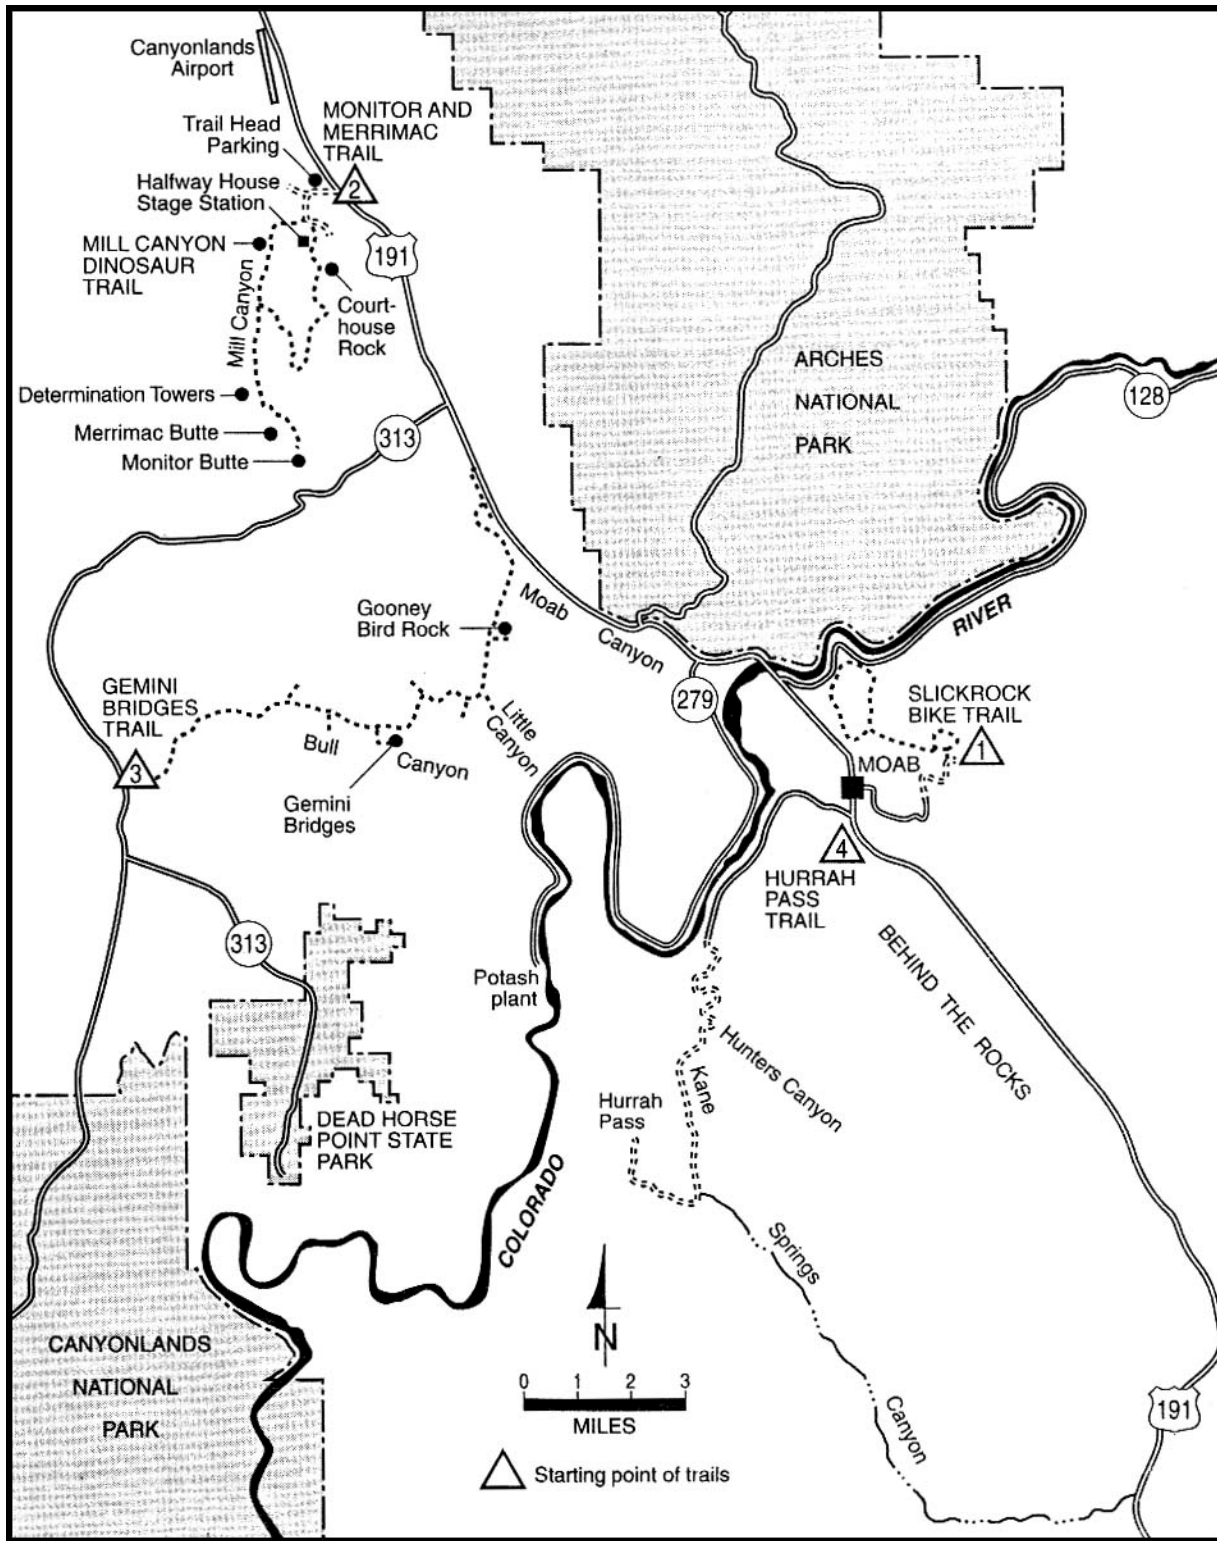 Canyonlands
Airport
Trail Head
Parking
MONITOR AND
MERRIMAC
TRAIL
2
Halfway House
Stage Station
191
MILL CANYON
DINOSAUR
TRAIL
Mill Canyon
Court-
house
Rock
Determination Towers
Merrimac Butte
Monitor Butte
313
ARCHES
NATIONAL
PARK
128
RIVER
Gooney
Bird Rock
Moab
Canyon
279
GEMINI
BRIDGES
TRAIL
3
Bull
Canyon
Little
Canyon
Gemini
Bridges
SLICKROCK
BIKE TRAIL
1
MOAB
4
HURRAH
PASS
TRAIL
313
Potash
plant
BEHIND THE ROCKS
Hunters Canyon
Kane
Hurrah
Pass
DEAD HORSE
POINT STATE
PARK
COLORADO
Springs
Canyon
CANYONLANDS
NATIONAL
PARK
N
0 1 2 3
MILES
191
Starting point of trails